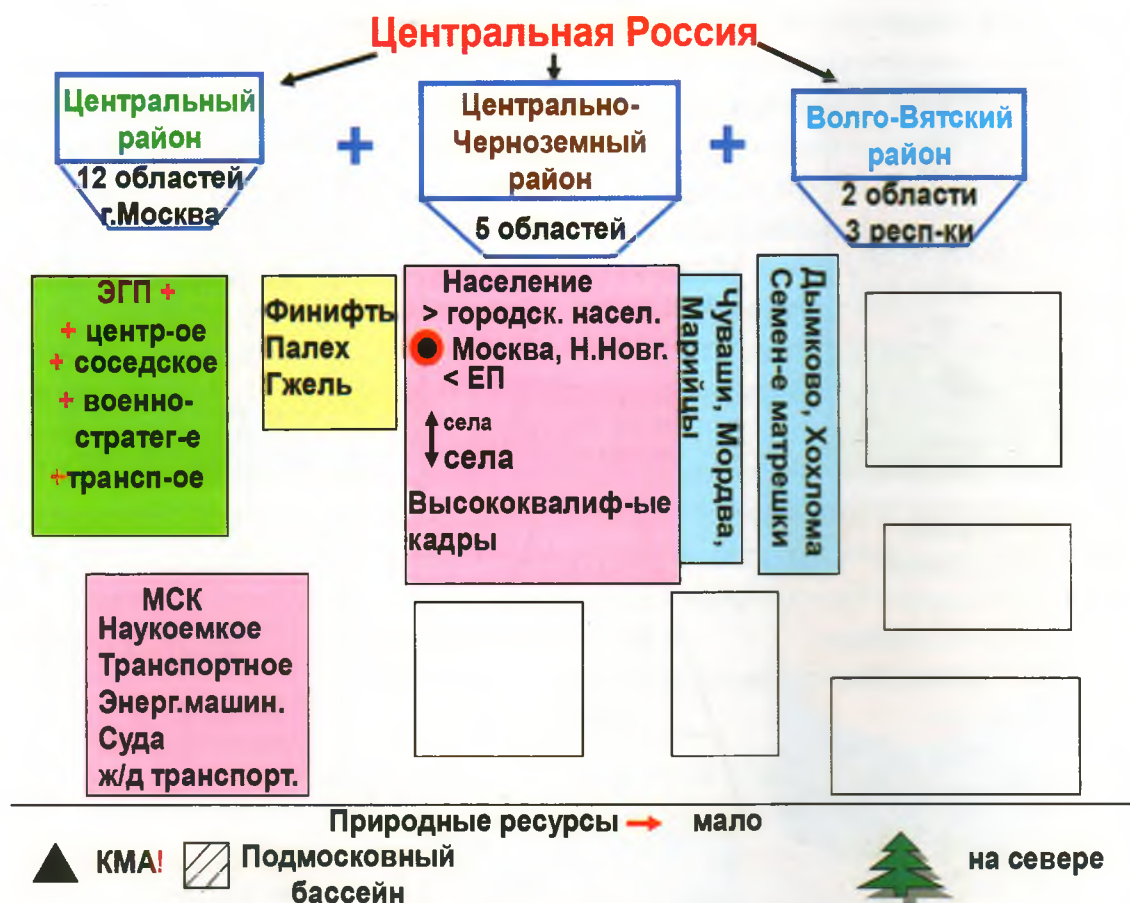 Центральная Россия
Центральный
район
12 областей
г.Москва
+
Центрально-
Черноземный
район
5 областей
+
Волго-Вятский
район
2 области
3 респ-ки
ЭГП +
+ центр-ое
+ соседское
+ военно-
стратег-е
+трансп-ое
Финифть
Палех
Гжель
Население
> городск. насел.
Москва, Н.Новг.
< ЕП
села
села
Высококвалиф-ые
кадры
Чуваши, Мордва,
Марийцы
Дымково, Хохлома
Семен-е матрешки
МСК
Наукоемкое
Транспортное
Энерг.машин.
Суда
ж/д транспорт.
Природные ресурсы → мало
КМА!
Подмосковный
бассейн
на севере